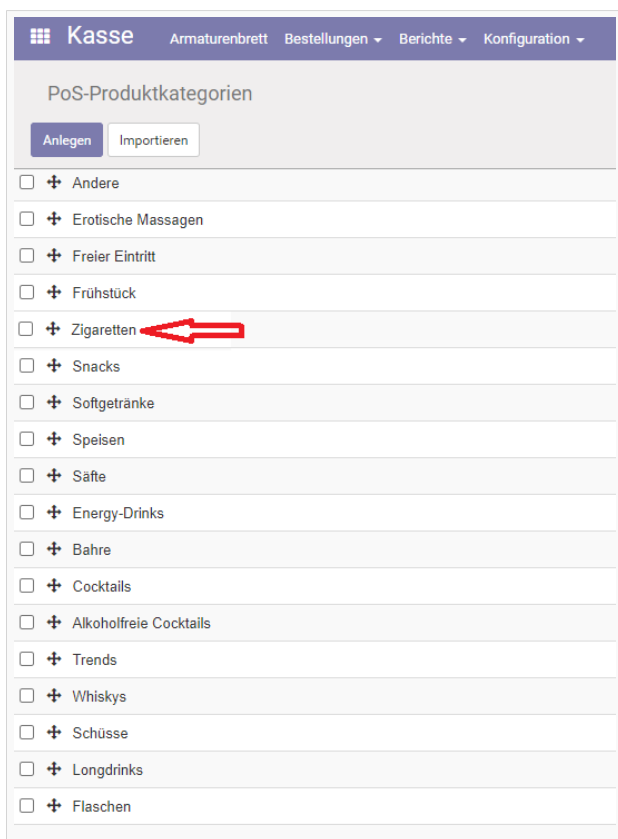 Kasse Armaturenbrett Bestellungen Berichte Konfiguration
PoS-Produktkategorien
Anlegen Importieren
Andere
Erotische Massagen
Freier Eintritt
Frühstück
Zigaretten
Snacks
Softgetränke
Speisen
Säfte
Energy-Drinks
Bahre
Cocktails
Alkoholfreie Cocktails
Trends
Whiskys
Schüsse
Longdrinks
Flaschen